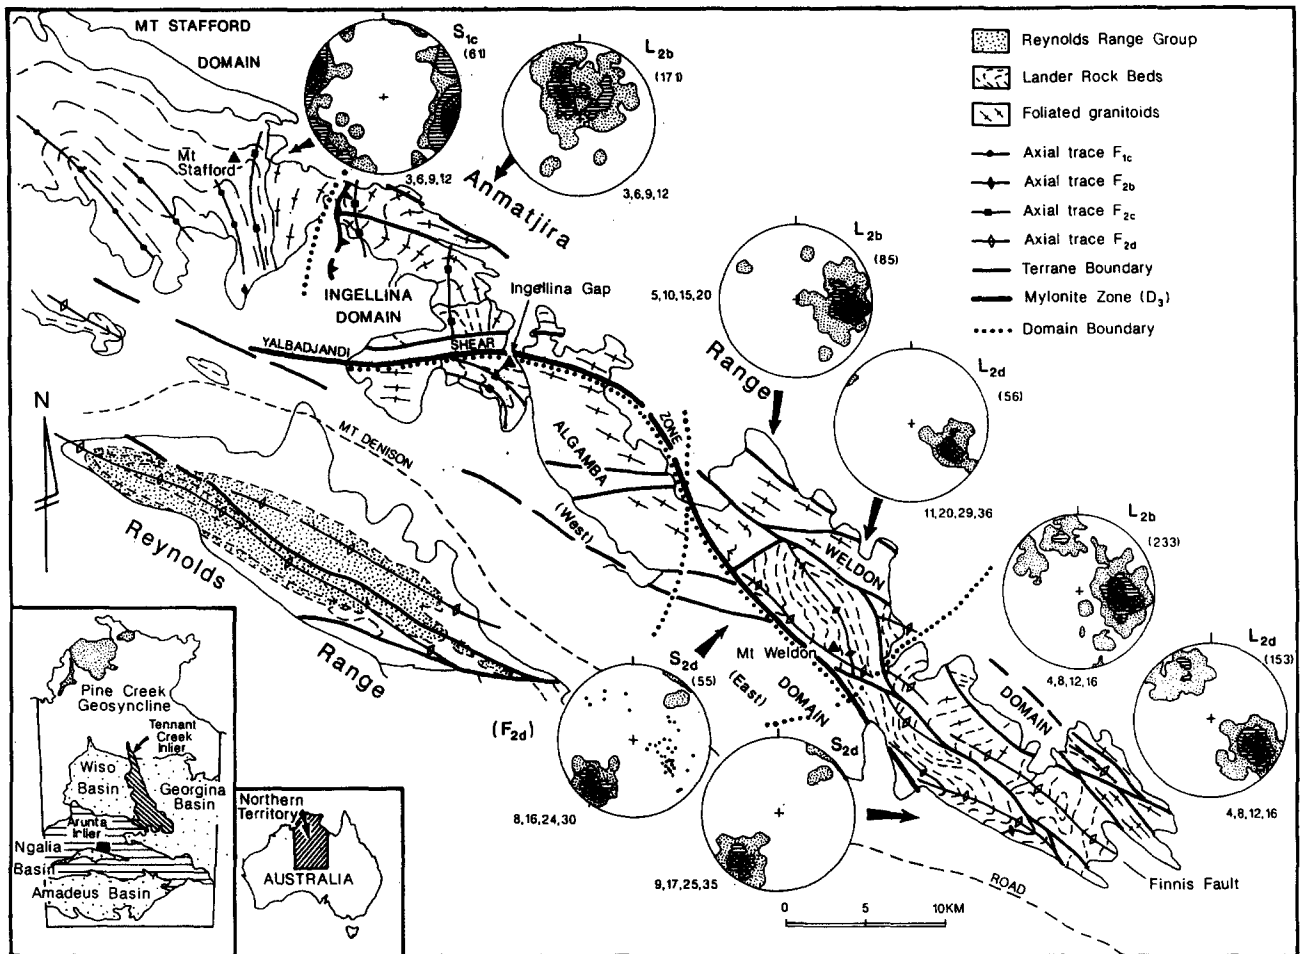 MT STAFFORD
DOMAIN
S1c
(61)
3,6,9,12
L2b
(171)
3,6,9,12
Anmatjira
Mt
Stafford
INGELLINA
DOMAIN
Ingellina Gap
YALBADJANDI
SHEAR
ZONE
MT DENISON
ALGAMBA
(West)
Range
L2b
(85)
5,10,15,20
L2d
(56)
11,20,29,36
L2b
(233)
4,8,12,16
L2d
(153)
4,8,12,16
WELDON
DOMAIN
Mt Weldon
(East)
DOMAIN
S2d
(55)
8,16,24,30
S2d
9,17,25,35
N
Reynolds
Range
(F2d)
Finnis Fault
ROAD
0 5 10KM
Reynolds Range Group
Lander Rock Beds
Foliated granitoids
Axial trace F1c
Axial trace F2b
Axial trace F2c
Axial trace F2d
Terrane Boundary
Mylonite Zone (D3)
Domain Boundary
Pine Creek
Geosyncline
Tennant
Creek
Inlier
Wiso
Basin
Georgina
Basin
Arunta
Inlier
Ngalia
Basin
Amadeus Basin
Northern
Territory
AUSTRALIA